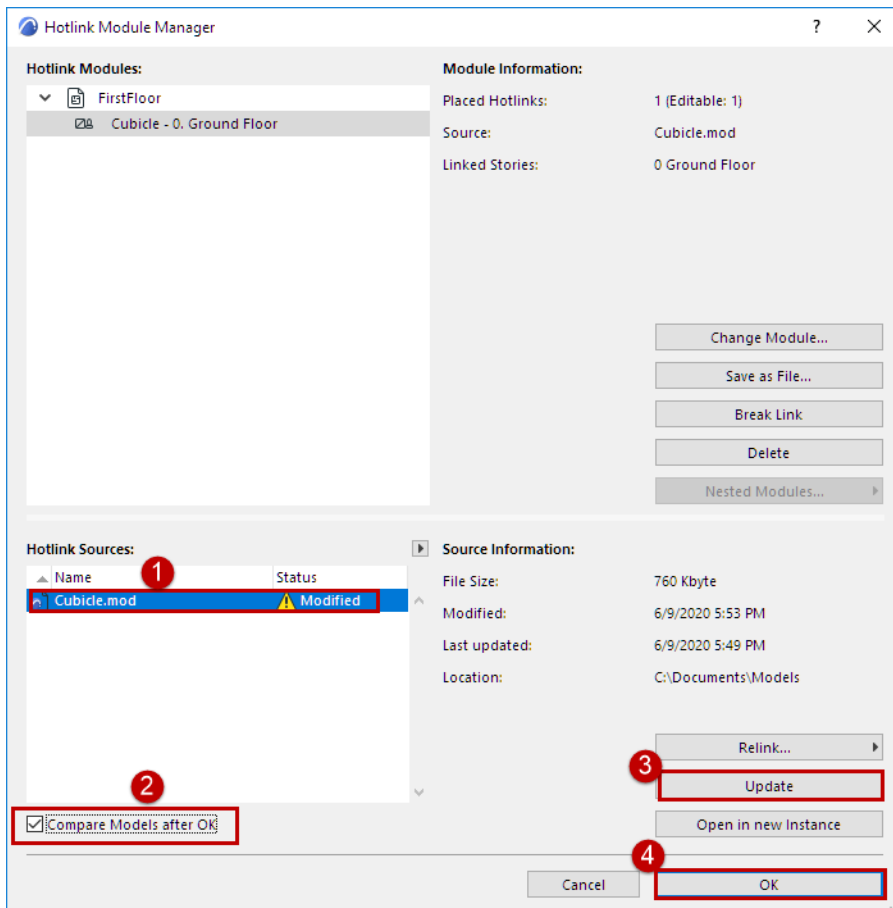 Hotlink Module Manager
?
Hotlink Modules:
FirstFloor
Cubicle - 0. Ground Floor
Module Information:
Placed Hotlinks: 1 (Editable: 1)
Source: Cubicle.mod
Linked Stories: 0 Ground Floor
Change Module...
Save as File...
Break Link
Delete
Nested Modules...
Hotlink Sources:
1
Name Status
Cubicle.mod Modified
2
Compare Models after OK
Source Information:
File Size: 760 Kbyte
Modified: 6/9/2020 5:53 PM
Last updated: 6/9/2020 5:49 PM
Location: C:\Documents\Models
Relink...
3
Update
Open in new Instance
4
Cancel OK